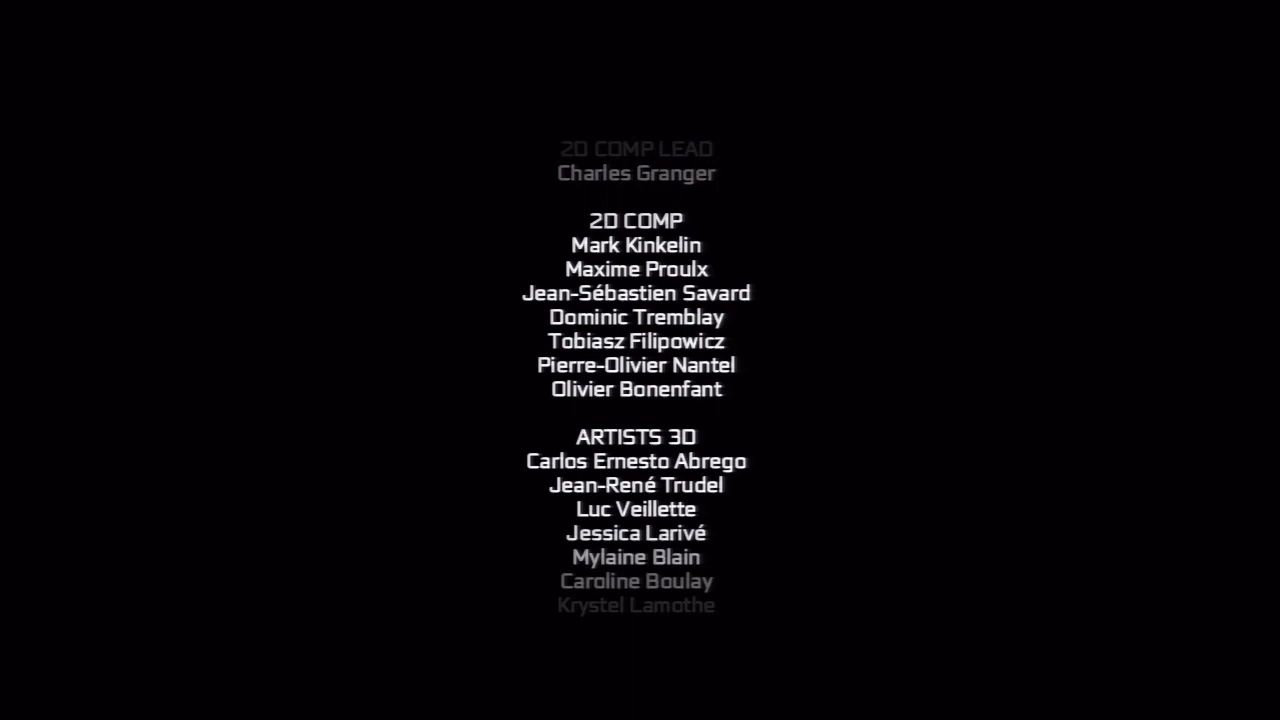 2D COMP LEAD
Charles Granger
2D COMP
Mark Kinkelin
Maxime Proulx
Jean-Sébastien Savard
Dominic Tremblay
Tobiasz Filipowicz
Pierre-Olivier Nantel
Olivier Bonenfant
ARTISTS 3D
Carlos Ernesto Abrego
Jean-René Trudel
Luc Veillette
Jessica Larivé
Mylaine Blain
Caroline Boulay
Krystel Lamothe